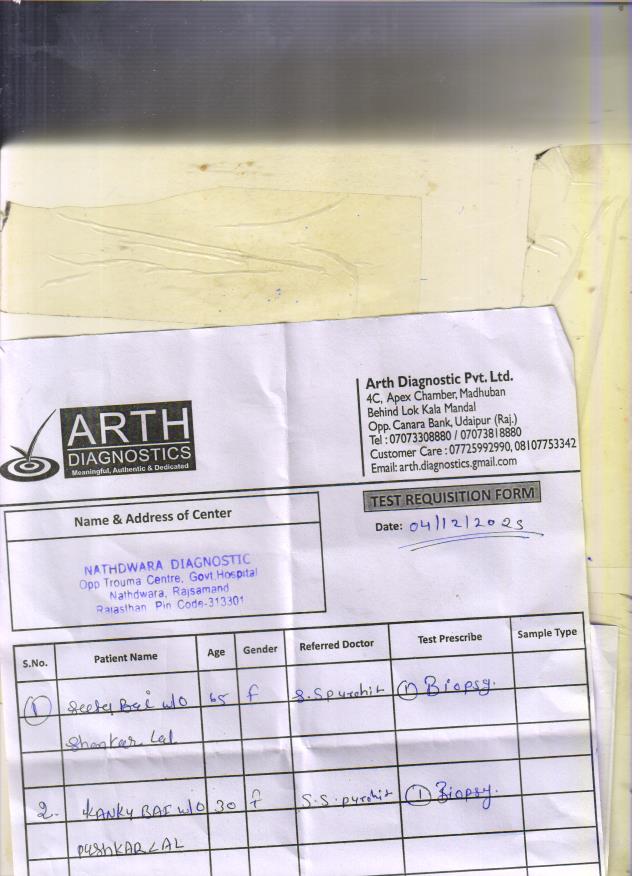 ARTH
DIAGNOSTICS
Meaningful, Authentic & Dedicated
Arth Diagnostic Pvt. Ltd.
4C, Apex Chamber, Madhuban
Behind Lok Kala Mandal
Opp. Canara Bank, Udaipur (Raj.)
Tel : 07073308880 / 07073818880
Customer Care : 07725992990, 08107753342
Email: arth.diagnostics.gmail.com
TEST REQUISITION FORM
Date: 04/12/2025
Name & Address of Center
NATHDWARA DIAGNOSTIC
Opp Trouma Centre, Govt.Hospital
Nathdwara, Rajsamand
Rajasthan Pin Code-313301
S.No. Patient Name Age Gender Referred Doctor Test Prescribe Sample Type
1 Bai w/o 65 f S.S purohit 1 Biopsy.
Shankar Lal
2. KANKU BAI w/o 30 f S.S. purohit 1 Biopsy.
PUSHKAR LAL